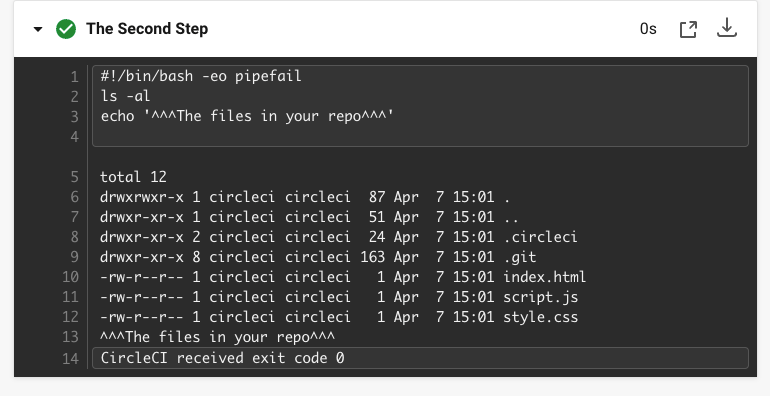 The Second Step 0s
1 #!/bin/bash -eo pipefail
2 ls -al
3 echo '^^^The files in your repo^^^'
4
5 total 12
6 drwxrwxr-x 1 circleci circleci  87 Apr  7 15:01 .
7 drwxr-xr-x 1 circleci circleci  51 Apr  7 15:01 ..
8 drwxr-xr-x 2 circleci circleci  24 Apr  7 15:01 .circleci
9 drwxr-xr-x 8 circleci circleci 163 Apr  7 15:01 .git
10 -rw-r--r-- 1 circleci circleci   1 Apr  7 15:01 index.html
11 -rw-r--r-- 1 circleci circleci   1 Apr  7 15:01 script.js
12 -rw-r--r-- 1 circleci circleci   1 Apr  7 15:01 style.css
13 ^^^The files in your repo^^^
14 CircleCI received exit code 0